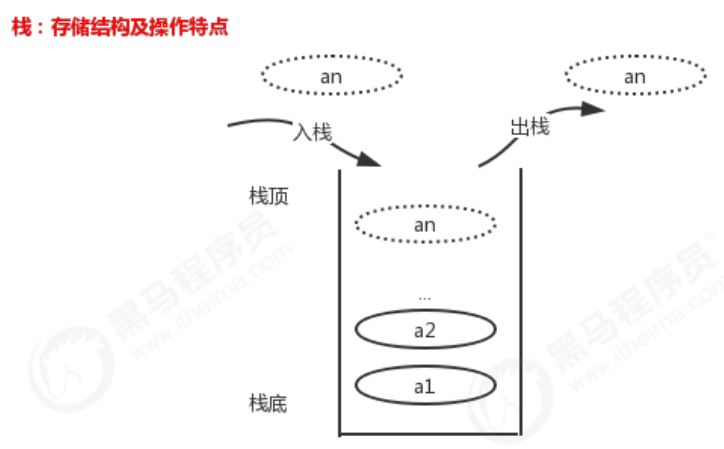 栈：存储结构及操作特点
an
an
入栈
出栈
栈顶
an
...
a2
a1
栈底
黑马程序员
www.itheima.com
黑马程序员
www.itheima.com